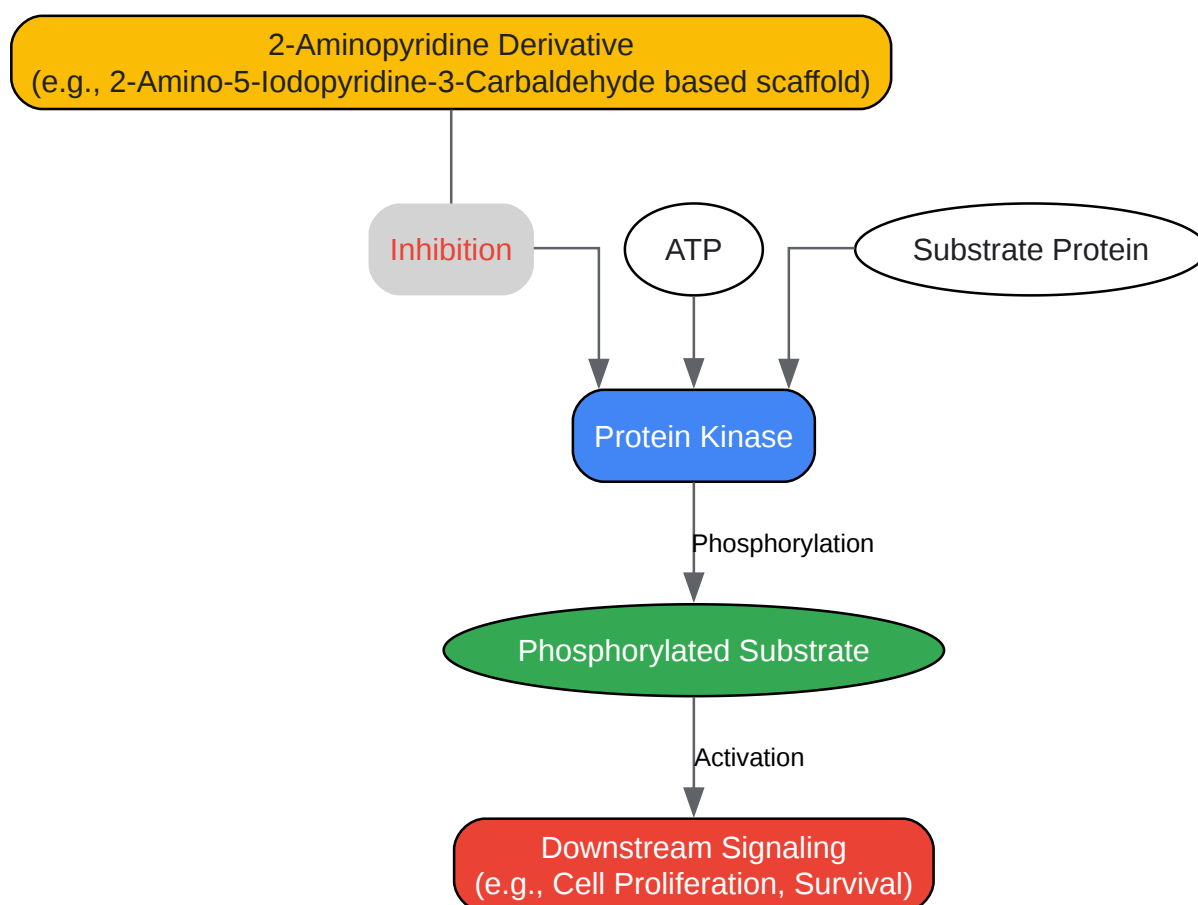 2-Aminopyridine Derivative
(e.g., 2-Amino-5-Iodopyridine-3-Carbaldehyde based scaffold)
Inhibition
ATP
Substrate Protein
Protein Kinase
Phosphorylation
Phosphorylated Substrate
Activation
Downstream Signaling
(e.g., Cell Proliferation, Survival)